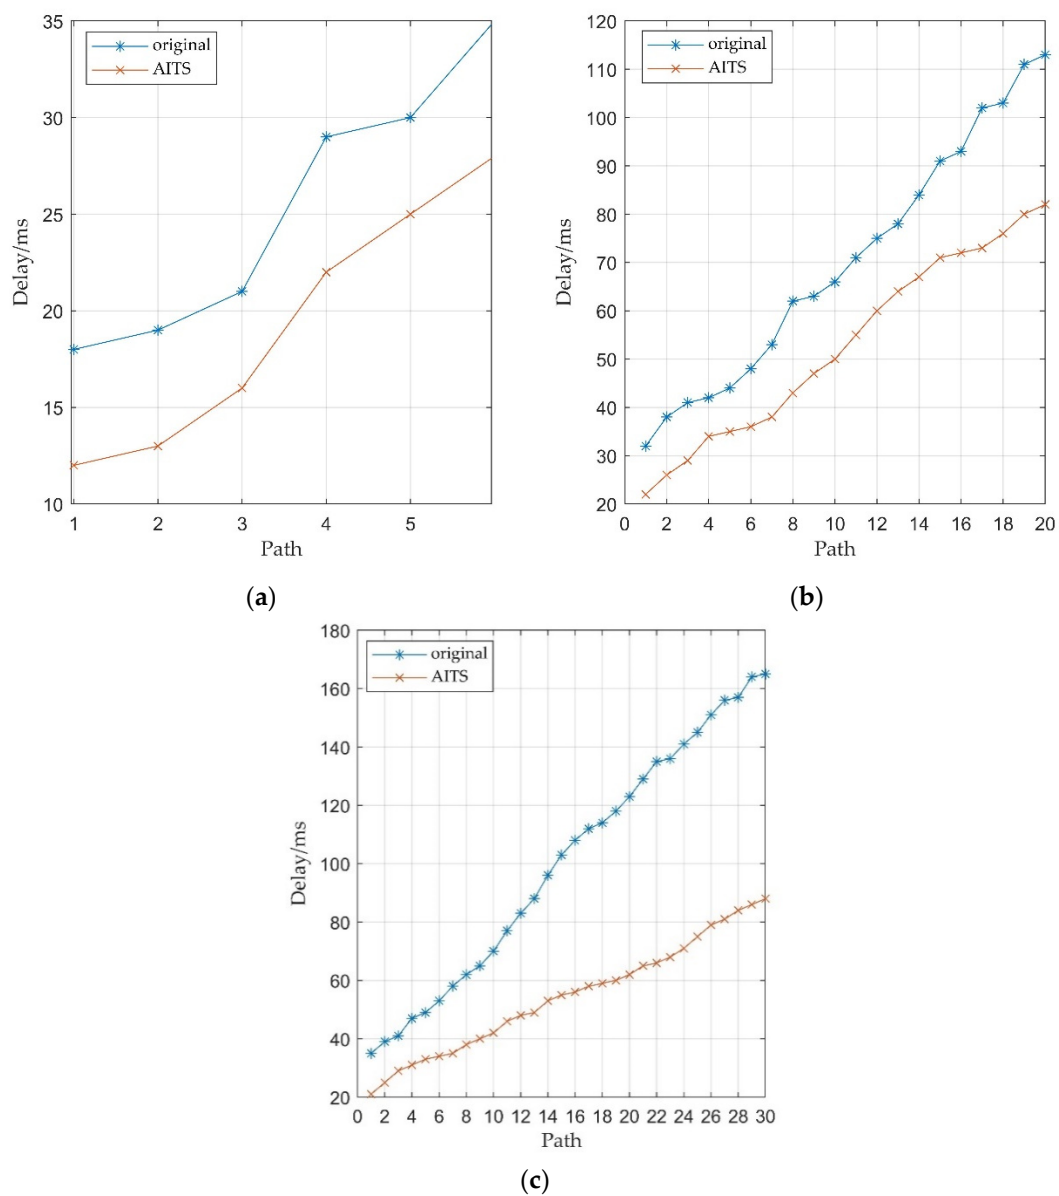 35
30
25
20
15
10
Delay/ms
original
AITS
1 2 3 4 5
Path
(a)
120
110
100
90
80
70
60
50
40
30
20
Delay/ms
original
AITS
0 2 4 6 8 10 12 14 16 18 20
Path
(b)
180
160
140
120
100
80
60
40
20
Delay/ms
original
AITS
0 2 4 6 8 10 12 14 16 18 20 22 24 26 28 30
Path
(c)